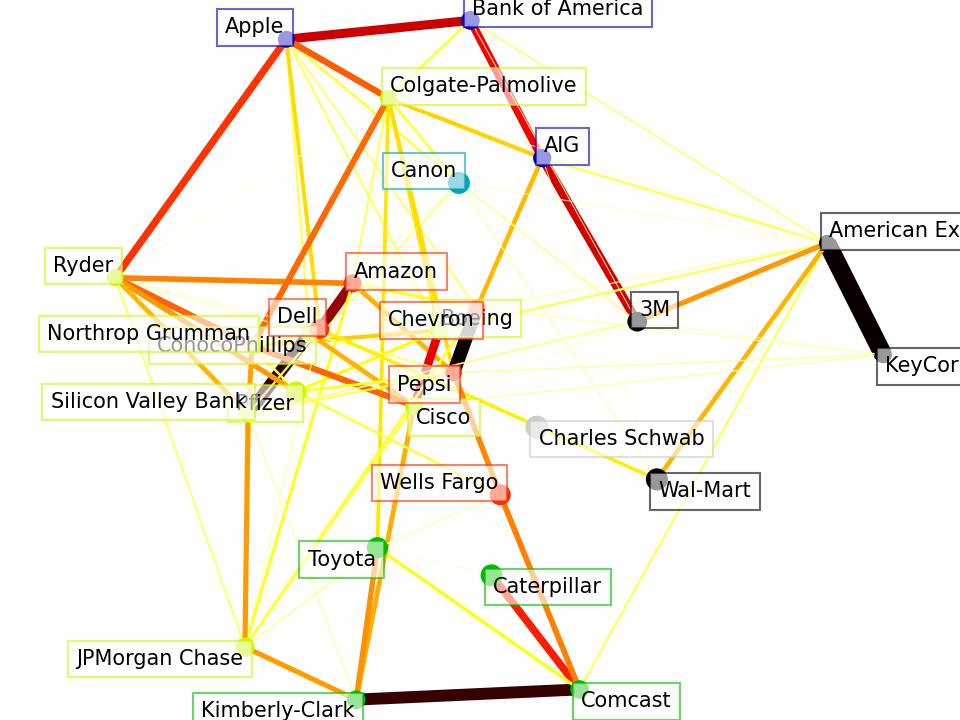 Bank of America
Apple
Colgate-Palmolive
AIG
Canon
American Ex
Ryder
Amazon
3M
Dell
Chevron
Boeing
Northrop Grumman
ConocoPhillips
KeyCor
Pepsi
Silicon Valley Bank
Pfizer
Cisco
Charles Schwab
Wells Fargo
Wal-Mart
Toyota
Caterpillar
JPMorgan Chase
Comcast
Kimberly-Clark